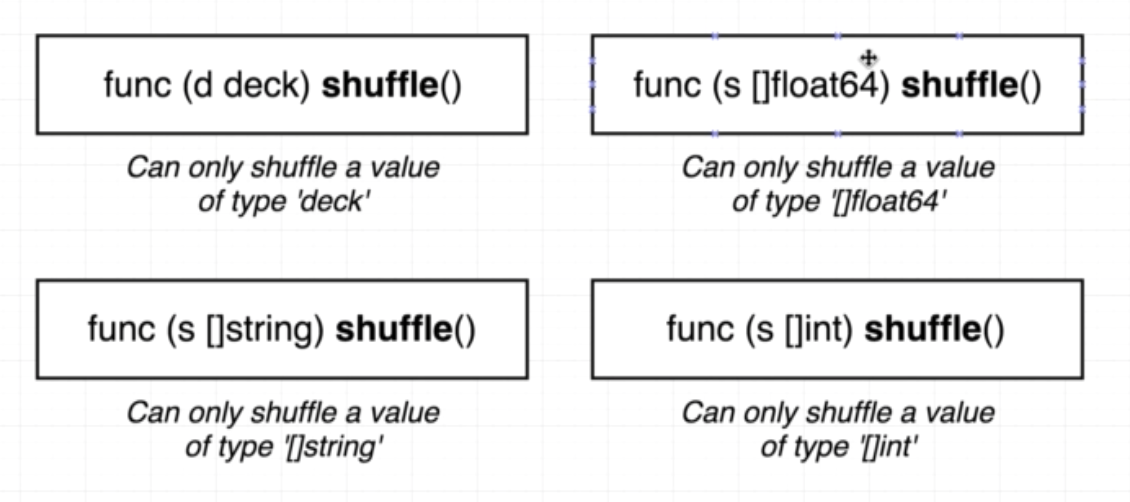 func (d deck) shuffle()
func (s []float64) shuffle()
Can only shuffle a value
of type 'deck'
Can only shuffle a value
of type '[]float64'
func (s []string) shuffle()
func (s []int) shuffle()
Can only shuffle a value
of type '[]string'
Can only shuffle a value
of type '[]int'